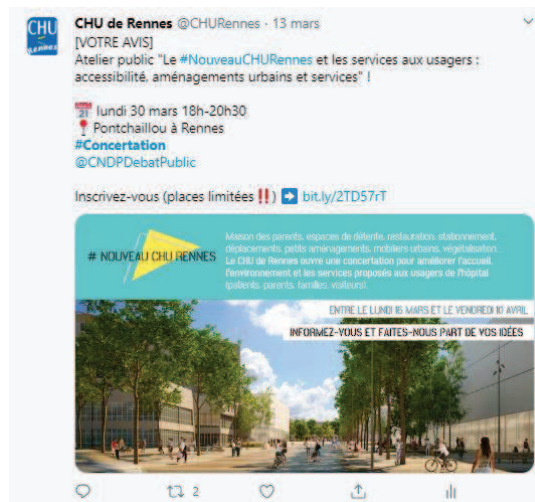 CHU
Rennes
CHU de Rennes @CHURennes · 13 mars
[VOTRE AVIS]
Atelier public "Le #NouveauCHURennes et les services aux usagers :
accessibilité, aménagements urbains et services" !
21 lundi 30 mars 18h-20h30
Pontchaillou à Rennes
#Concertation
@CNDPDebatPublic
Inscrivez-vous (places limitées ‼) ➡ bit.ly/2TD57rT
# NOUVEAU CHU RENNES
Maison des parents, espaces de détente, restauration, stationnement,
déplacements, petits aménagements, mobiliers urbains, végétalisation...
Le CHU de Rennes ouvre une concertation pour améliorer l'accueil,
l'environnement et les services proposés aux usagers de l'hôpital
(patients, parents, familles, visiteurs).
ENTRE LE LUNDI 16 MARS ET LE VENDREDI 10 AVRIL
INFORMEZ-VOUS ET FAITES-NOUS PART DE VOS IDÉES
2